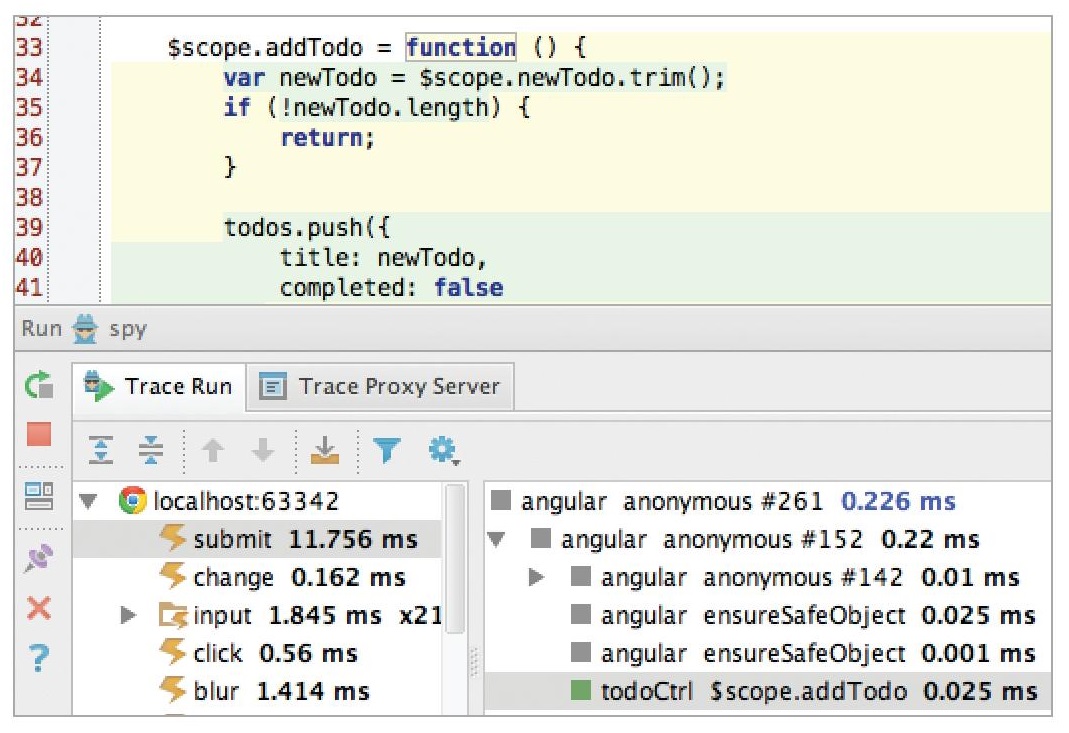 32
33 $scope.addTodo = function () {
34 var newTodo = $scope.newTodo.trim();
35 if (!newTodo.length) {
36 return;
37 }
38
39 todos.push({
40 title: newTodo,
41 completed: false
Run spy
Trace Run Trace Proxy Server
localhost:63342
submit 11.756 ms
change 0.162 ms
input 1.845 ms x21
click 0.56 ms
blur 1.414 ms
angular anonymous #261 0.226 ms
angular anonymous #152 0.22 ms
angular anonymous #142 0.01 ms
angular ensureSafeObject 0.025 ms
angular ensureSafeObject 0.001 ms
todoCtrl $scope.addTodo 0.025 ms
?